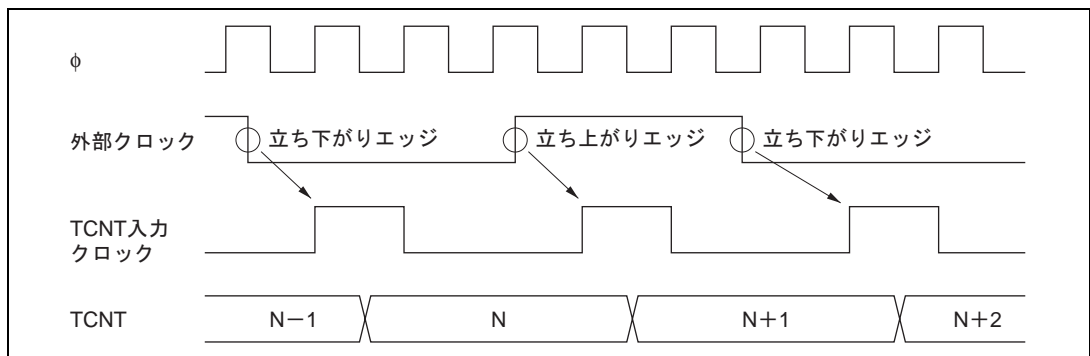 φ
外部クロック
立ち下がりエッジ
立ち上がりエッジ
立ち下がりエッジ
TCNT入力
クロック
TCNT
N−1
N
N+1
N+2